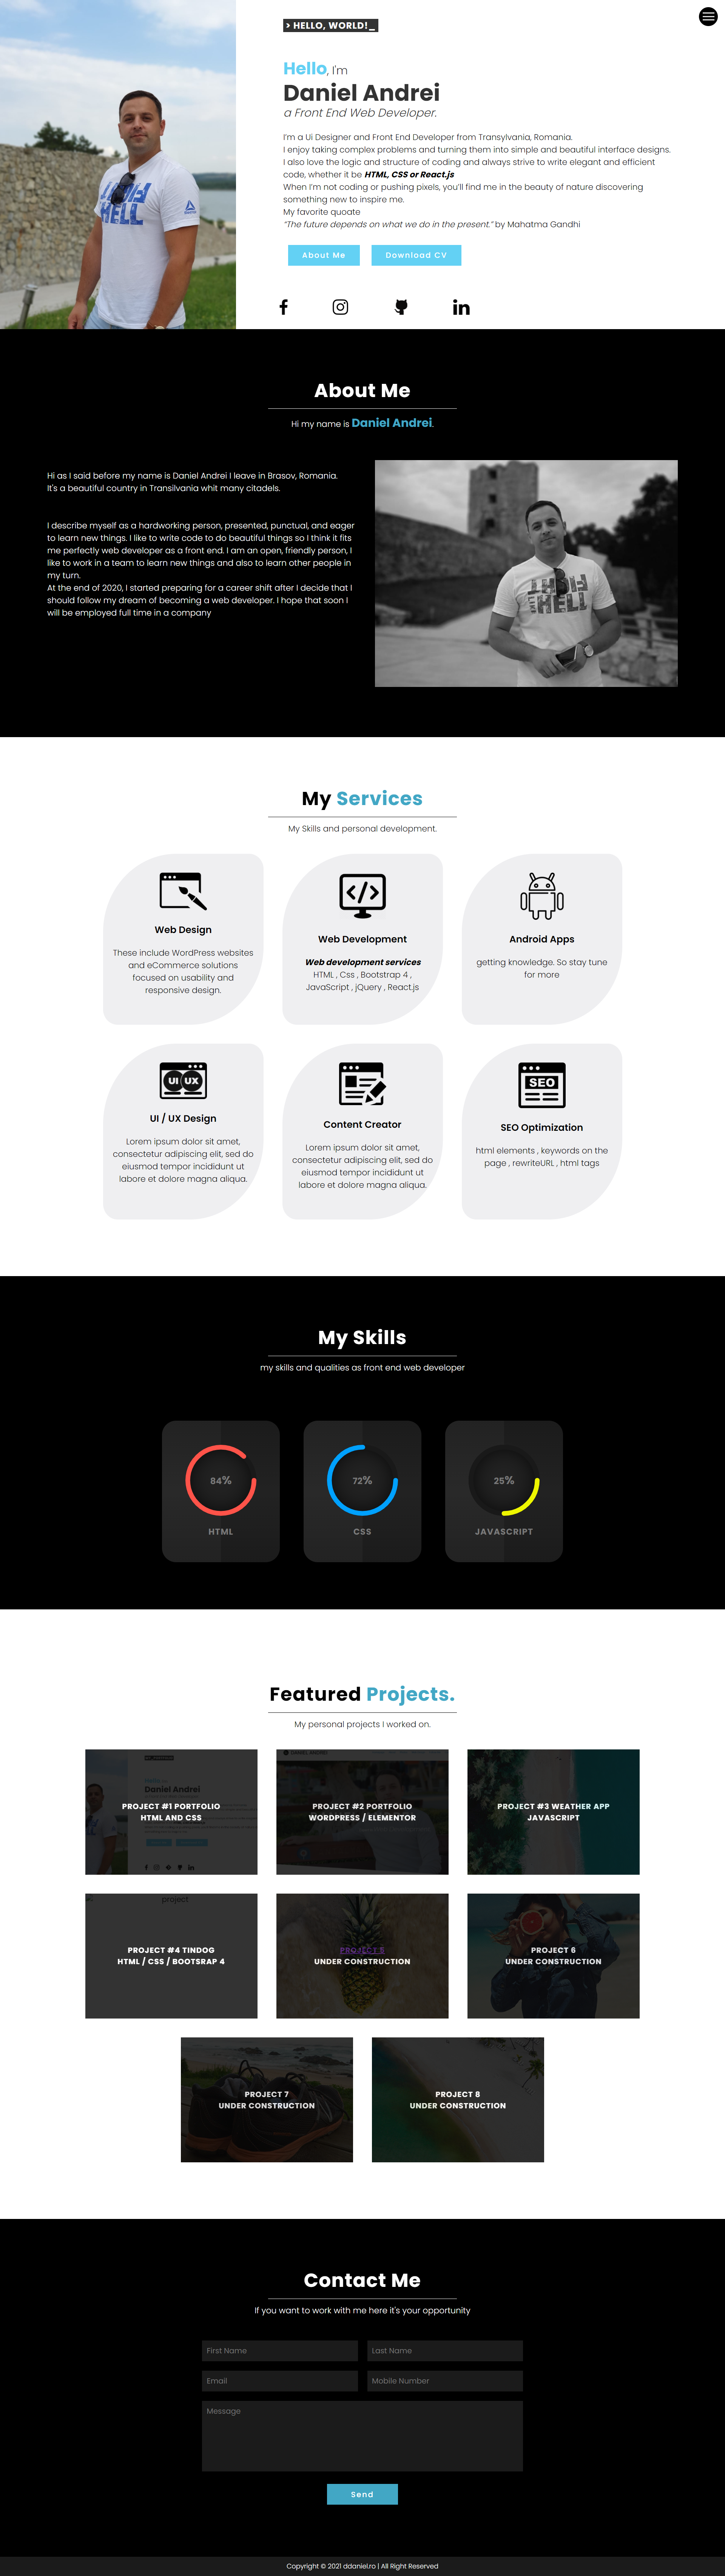 > HELLO, WORLD!_
Hello, I'm
Daniel Andrei
a Front End Web Developer.
I'm a Ui Designer and Front End Developer from Transylvania, Romania.
I enjoy taking complex problems and turning them into simple and beautiful interface designs.
I also love the logic and structure of coding and always strive to write elegant and efficient
code, whether it be HTML, CSS or React.js
When I'm not coding or pushing pixels, you'll find me in the beauty of nature discovering
something new to inspire me.
My favorite quoate
"The future depends on what we do in the present." by Mahatma Gandhi
About Me
Download CV
About Me
Hi my name is Daniel Andrei.
Hi as I said before my name is Daniel Andrei I leave in Brasov, Romania.
It's a beautiful country in Transilvania whit many citadels.
I describe myself as a hardworking person, presented, punctual, and eager
to learn new things. I like to write code to do beautiful things so I think it fits
me perfectly web developer as a front end. I am an open, friendly person, I
like to work in a team to learn new things and also to learn other people in
my turn.
At the end of 2020, I started preparing for a career shift after I decide that I
should follow my dream of becoming a web developer. I hope that soon I
will be employed full time in a company
My Services
My Skills and personal development.
Web Design
These include WordPress websites
and eCommerce solutions
focused on usability and
responsive design.
Web Development
Web development services
HTML , Css , Bootstrap 4 ,
JavaScript , jQuery , React.js
Android Apps
getting knowledge. So stay tune
for more
UI UX
UI / UX Design
Lorem ipsum dolor sit amet,
consectetur adipiscing elit, sed do
eiusmod tempor incididunt ut
labore et dolore magna aliqua.
Content Creator
Lorem ipsum dolor sit amet,
consectetur adipiscing elit, sed do
eiusmod tempor incididunt ut
labore et dolore magna aliqua.
SEO
SEO Optimization
html elements , keywords on the
page , rewriteURL , html tags
My Skills
my skills and qualities as front end web developer
84%
HTML
72%
CSS
25%
JAVASCRIPT
Featured Projects.
My personal projects I worked on.
Daniel Andrei
PROJECT #1 PORTFOLIO
HTML AND CSS
DANIEL ANDREI
PROJECT #2 PORTFOLIO
WORDPRESS / ELEMENTOR
PROJECT #3 WEATHER APP
JAVASCRIPT
project
PROJECT #4 TINDOG
HTML / CSS / BOOTSRAP 4
PROJECT 5
UNDER CONSTRUCTION
PROJECT 6
UNDER CONSTRUCTION
PROJECT 7
UNDER CONSTRUCTION
PROJECT 8
UNDER CONSTRUCTION
Contact Me
If you want to work with me here it's your opportunity
First Name
Last Name
Email
Mobile Number
Message
Send
Copyright © 2021 ddaniel.ro | All Right Reserved